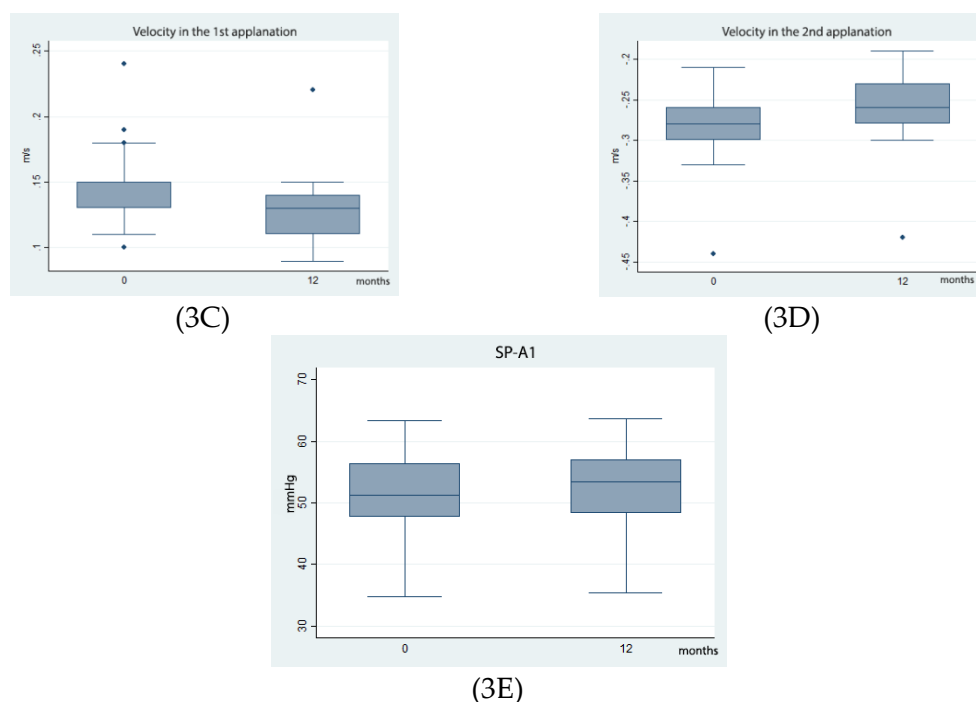 Velocity in the 1st applanation
.25
.2
.15
.1
m/s
0
12
months
(3C)
Velocity in the 2nd applanation
-.2
-.25
-.3
-.35
-.4
-.45
m/s
0
12
months
(3D)
SP-A1
70
60
50
40
30
mmHg
0
12
months
(3E)